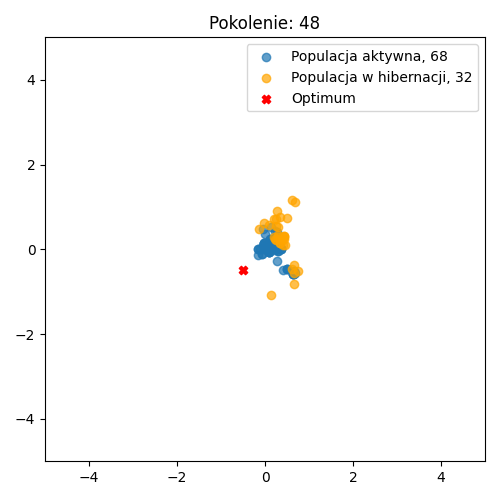 Pokolenie: 48
Populacja aktywna, 68
Populacja w hibernacji, 32
Optimum
4
2
0
−2
−4
−4 −2 0 2 4